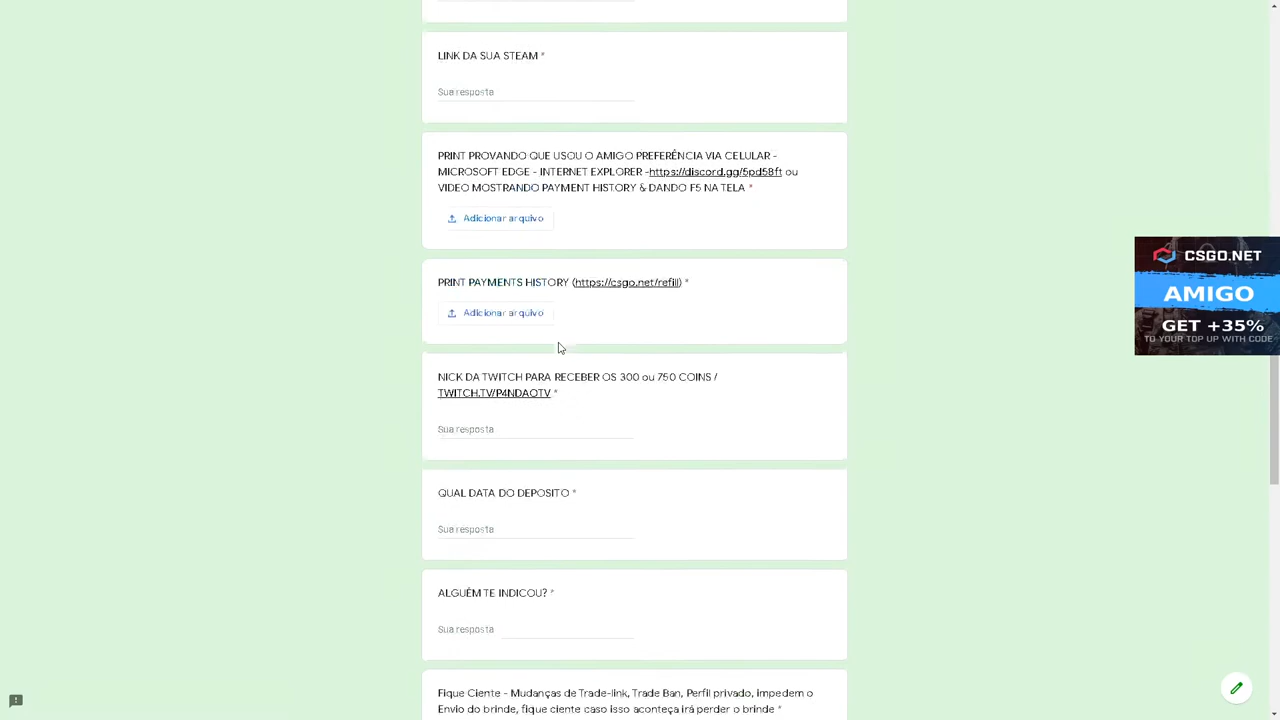 LINK DA SUA STEAM *
Sua resposta
PRINT PROVANDO QUE USOU O AMIGO PREFERÊNCIA VIA CELULAR -
MICROSOFT EDGE - INTERNET EXPLORER -https://discord.gg/5pd58ft ou
VIDEO MOSTRANDO PAYMENT HISTORY & DANDO F5 NA TELA *
Adicionar arquivo
PRINT PAYMENTS HISTORY (https://csgo.net/refill) *
Adicionar arquivo
NICK DA TWITCH PARA RECEBER OS 300 ou 750 COINS /
TWITCH.TV/P4NDAOTV *
Sua resposta
QUAL DATA DO DEPOSITO *
Sua resposta
ALGUÉM TE INDICOU? *
Sua resposta
Fique Ciente - Mudanças de Trade-link, Trade Ban, Perfil privado, impedem o
Envio do brinde, fique ciente caso isso aconteça irá perder o brinde *
CSGO.NET
AMIGO
GET +35%
TO YOUR TOP UP WITH CODE